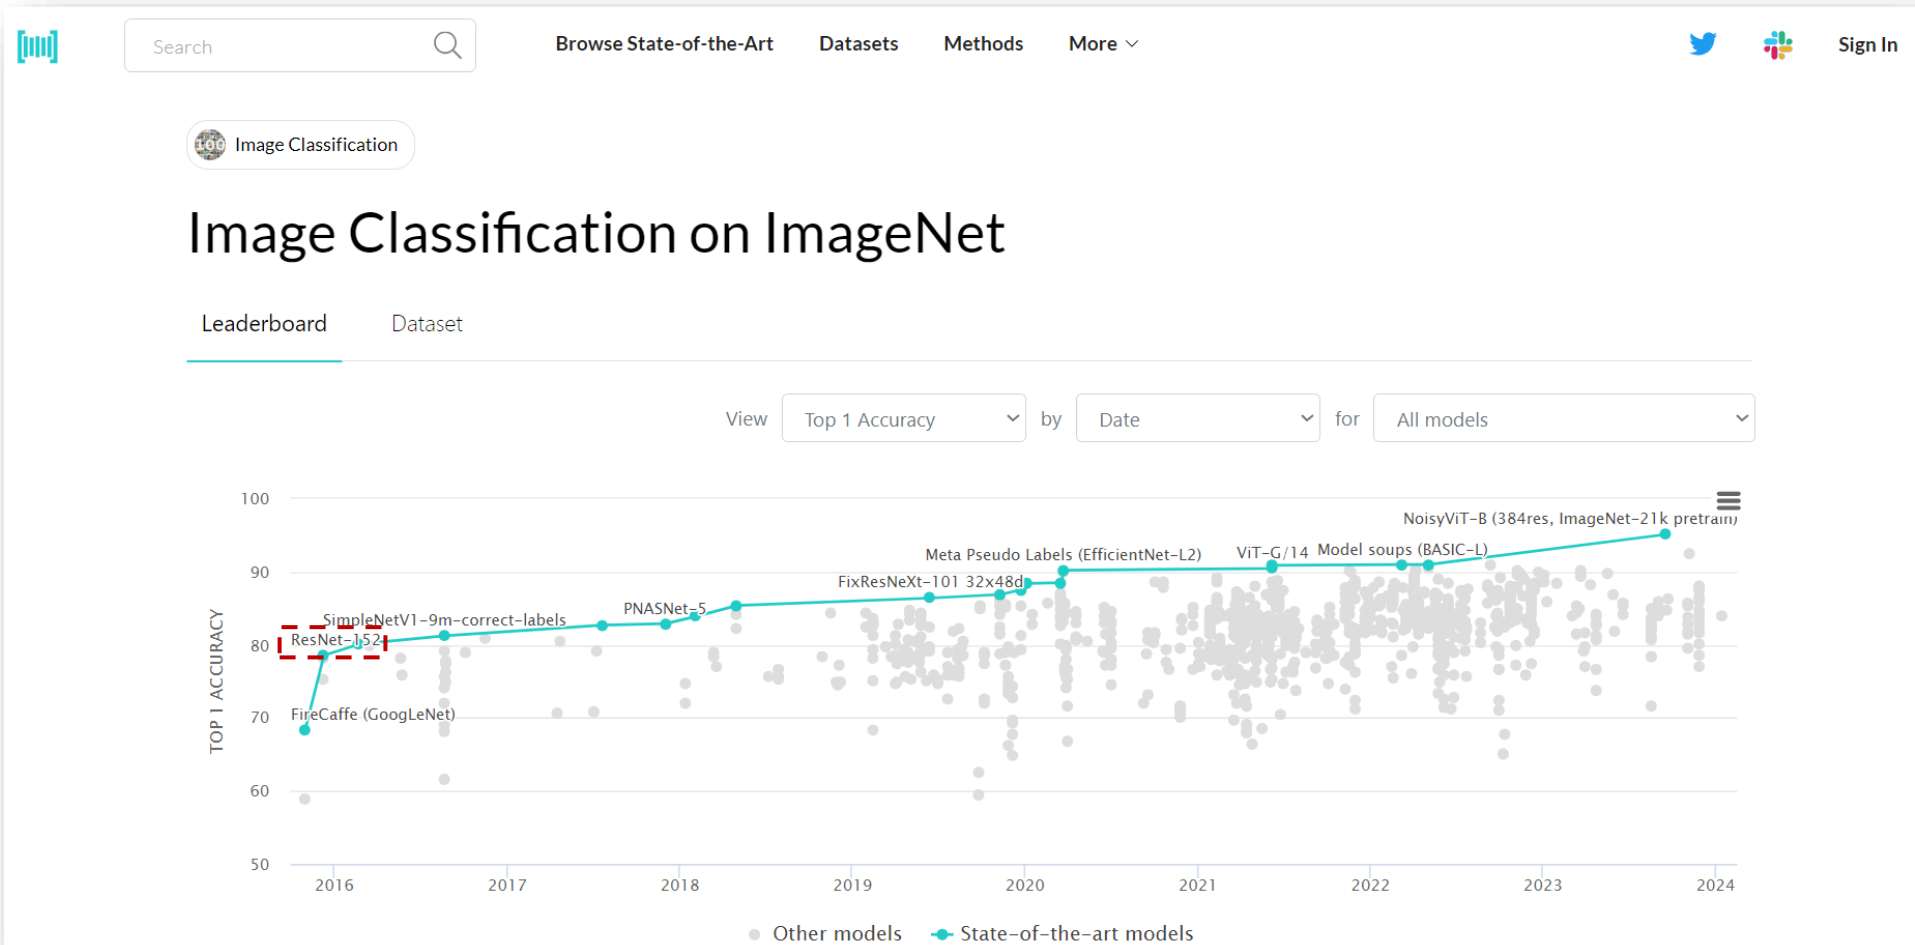 Search
Browse State-of-the-Art Datasets Methods More
Sign In
Image Classification
Image Classification on ImageNet
Leaderboard Dataset
View Top 1 Accuracy by Date for All models
100
90
80
70
60
50
TOP 1 ACCURACY
NoisyViT-B (384res, ImageNet-21k pretrain)
Meta Pseudo Labels (EfficientNet-L2)
ViT-G/14
Model soups (BASIC-L)
FixResNeXt-101 32x48d
PNASNet-5
SimpleNetV1-9m-correct-labels
ResNet-152
FireCaffe (GoogLeNet)
2016 2017 2018 2019 2020 2021 2022 2023 2024
Other models State-of-the-art models